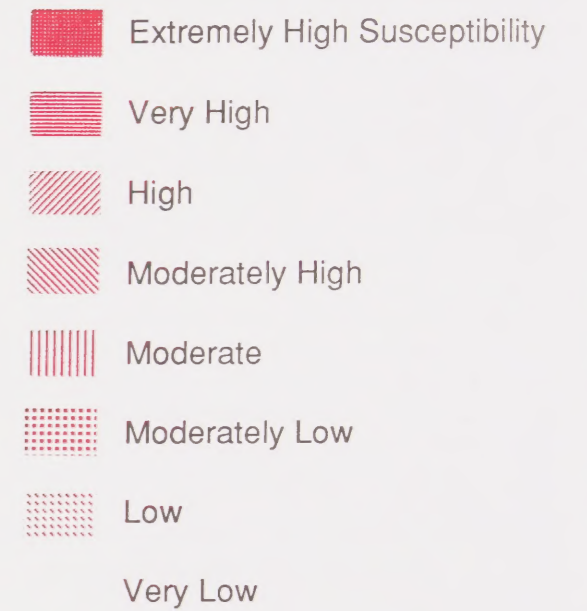 Extremely High Susceptibility
Very High
High
Moderately High
Moderate
Moderately Low
Low
Very Low